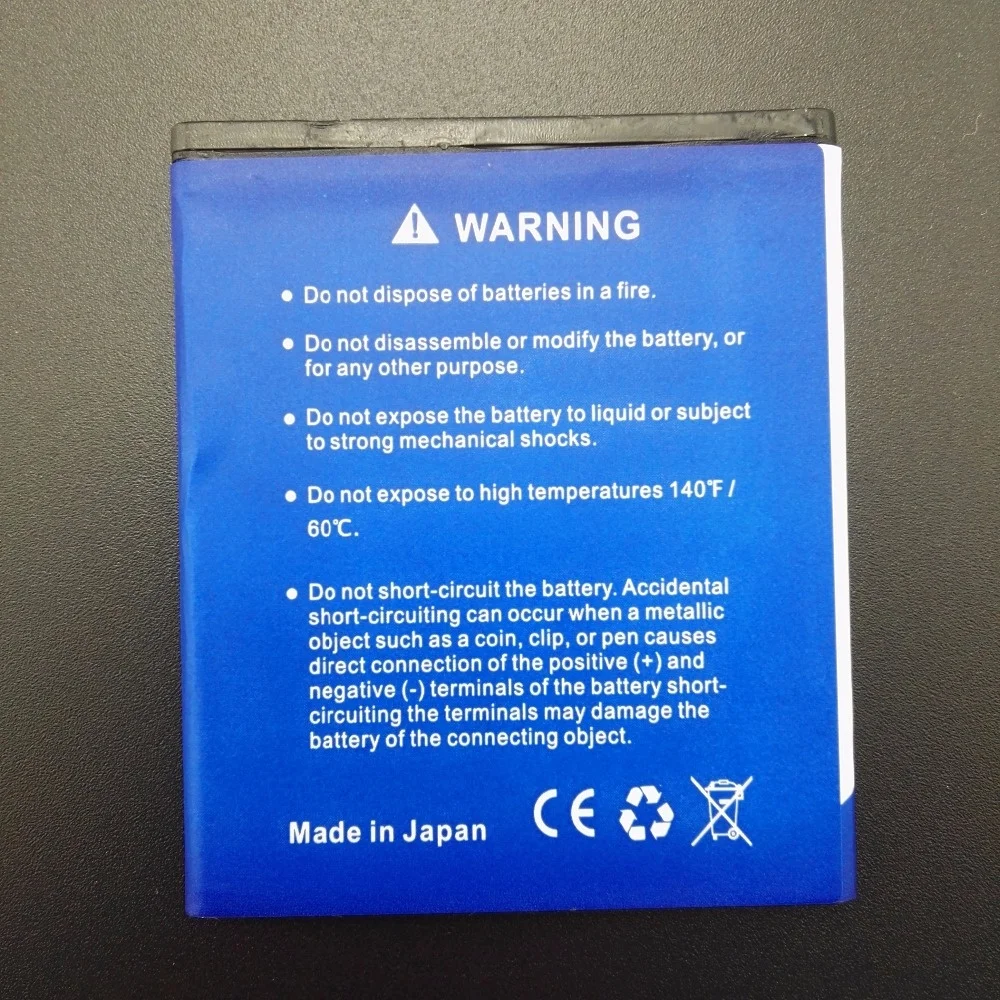 WARNING
• Do not dispose of batteries in a fire.
• Do not disassemble or modify the battery, or
for any other purpose.
• Do not expose the battery to liquid or subject
to strong mechanical shocks.
• Do not expose to high temperatures 140℉ /
60℃.
• Do not short-circuit the battery. Accidental
short-circuiting can occur when a metallic
object such as a coin, clip, or pen causes
direct connection of the positive (+) and
negative (-) terminals of the battery short-
circuiting the terminals may damage the
battery of the connecting object.
Made in Japan CE